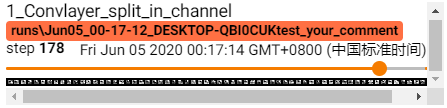 1_Convlayer_split_in_channel
runs\Jun05_00-17-12_DESKTOP-QBI0CUKtest_your_comment
step 178 Fri Jun 05 2020 00:17:14 GMT+0800 (中国标准时间)